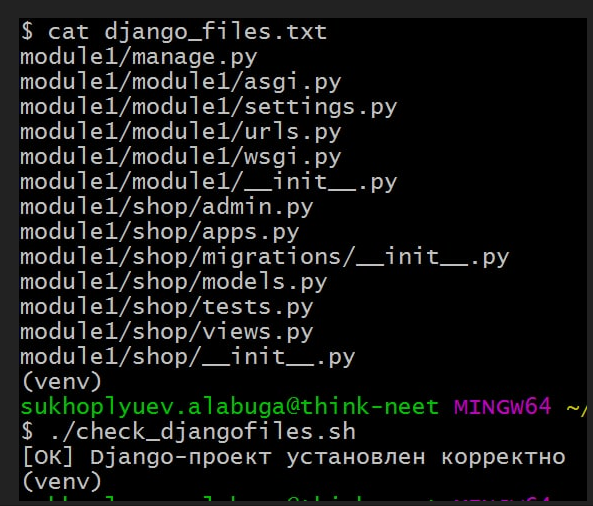 $ cat django_files.txt
module1/manage.py
module1/module1/asgi.py
module1/module1/settings.py
module1/module1/urls.py
module1/module1/wsgi.py
module1/module1/__init__.py
module1/shop/admin.py
module1/shop/apps.py
module1/shop/migrations/__init__.py
module1/shop/models.py
module1/shop/tests.py
module1/shop/views.py
module1/shop/__init__.py
(venv)
sukhoplyuev.alabuga@think-neet MINGW64 ~/
$ ./check_djangofiles.sh
[OK] Django-проект установлен корректно
(venv)